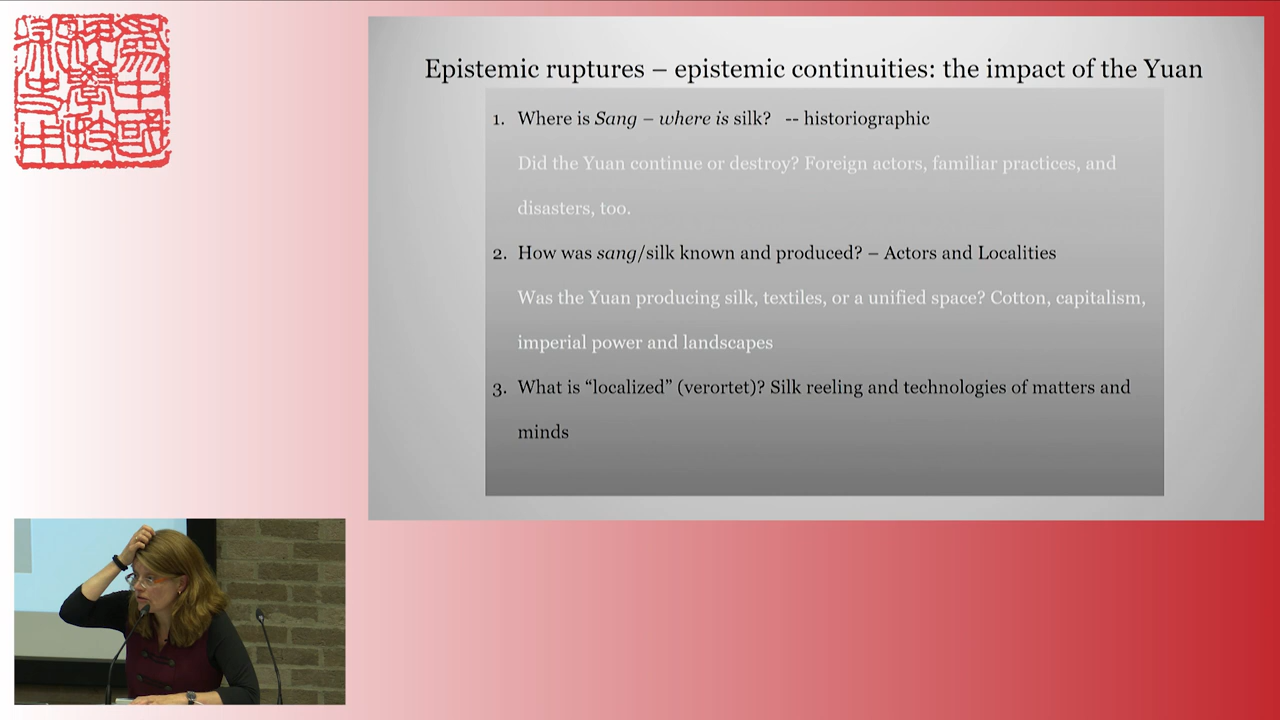 Epistemic ruptures – epistemic continuities: the impact of the Yuan
1. Where is Sang – where is silk? -- historiographic
Did the Yuan continue or destroy? Foreign actors, familiar practices, and
disasters, too.
2. How was sang/silk known and produced? – Actors and Localities
Was the Yuan producing silk, textiles, or a unified space? Cotton, capitalism,
imperial power and landscapes
3. What is “localized” (verortet)? Silk reeling and technologies of matters and
minds